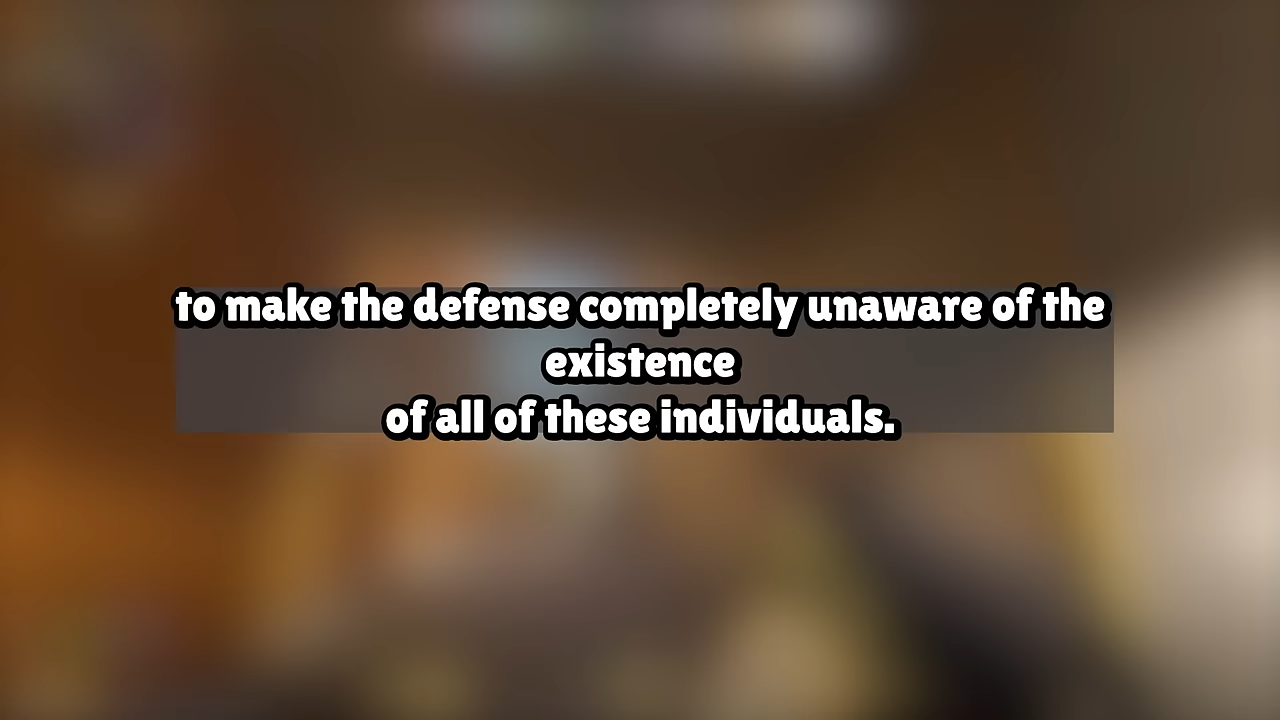 to make the defense completely unaware of the
existence
of all of these individuals.